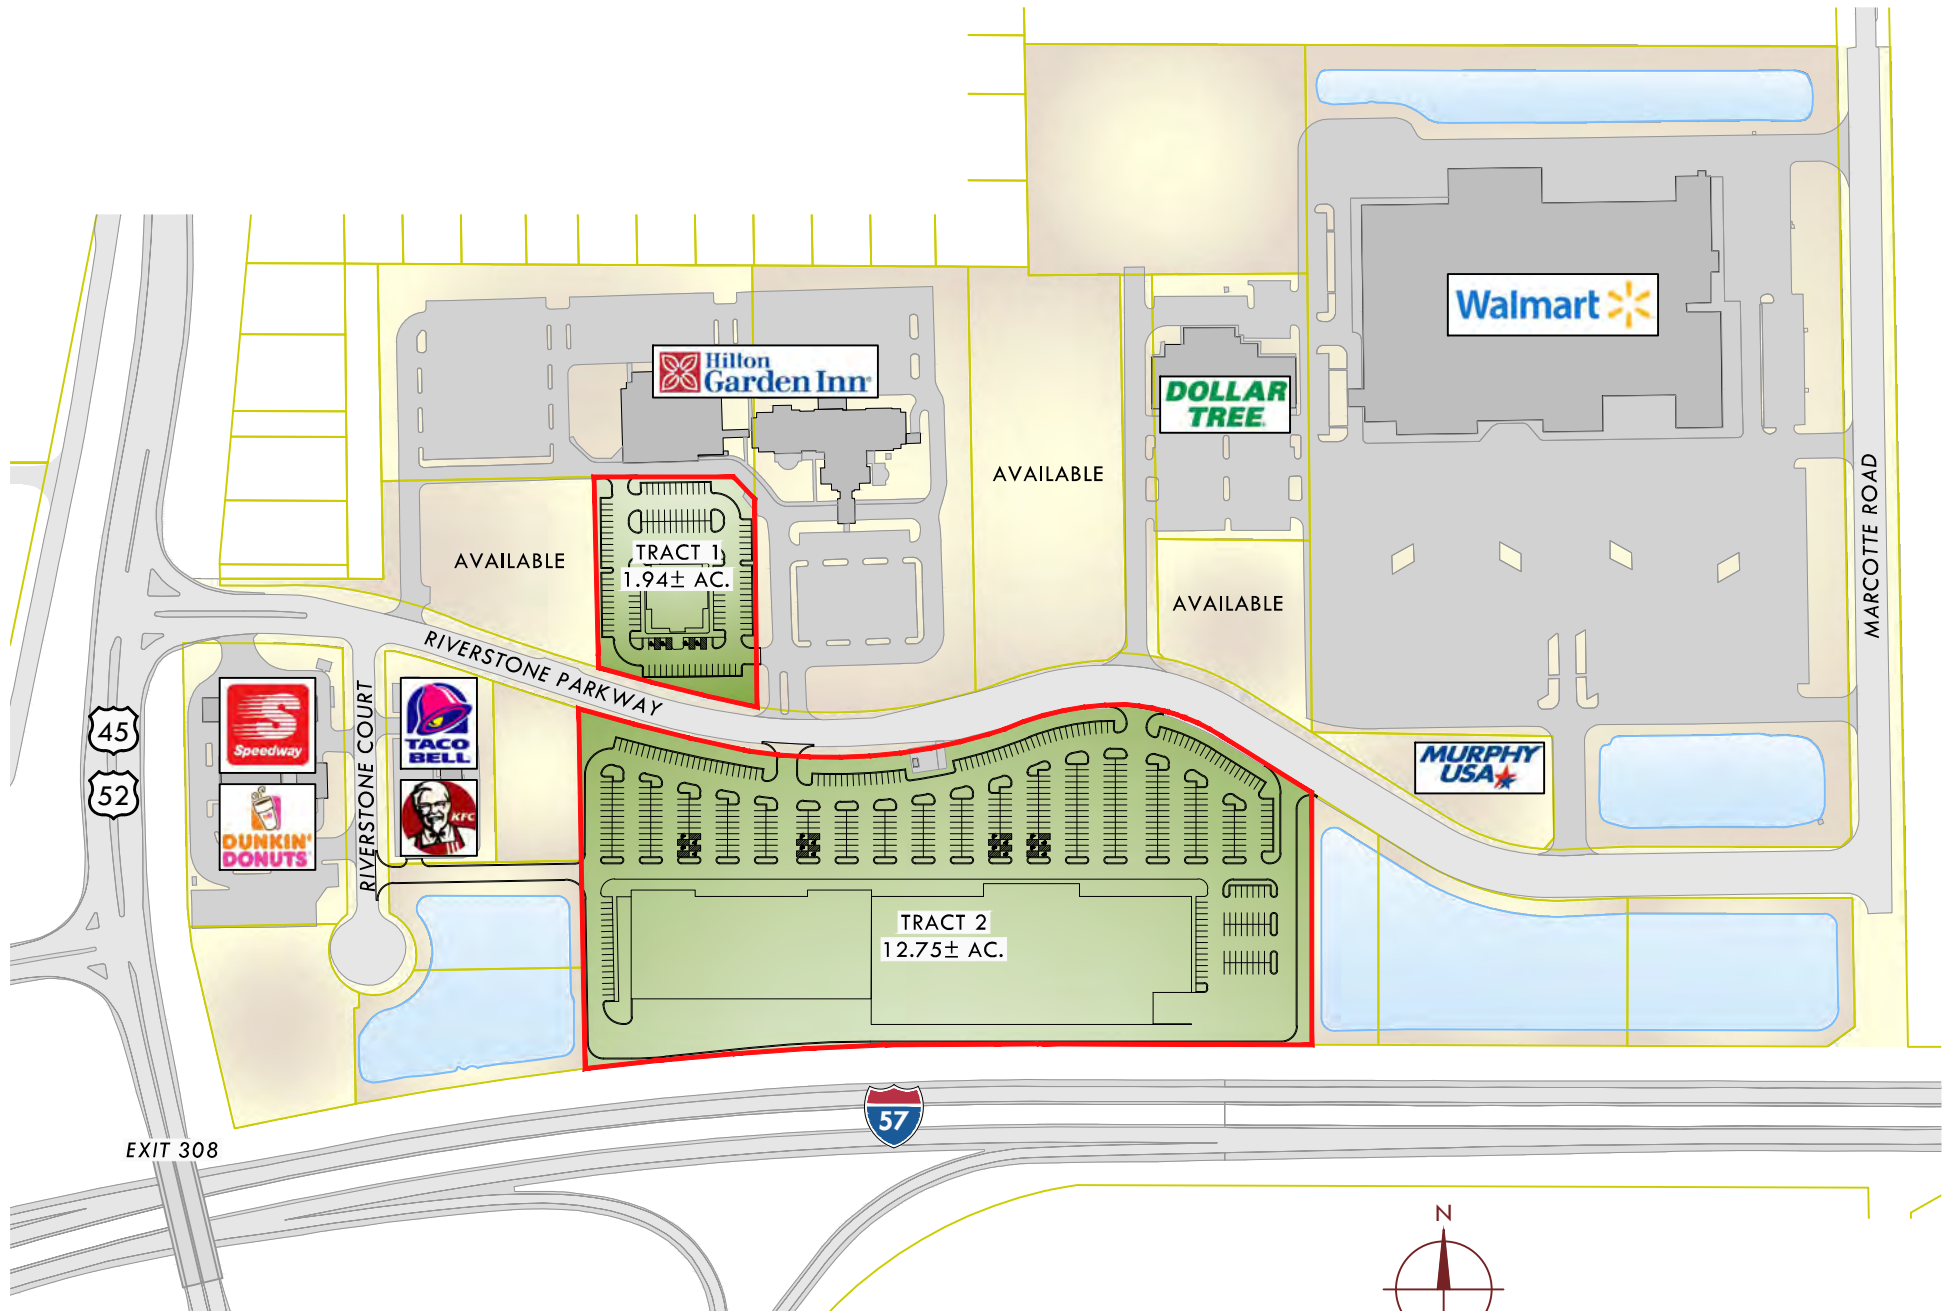 Walmart
Hilton
Garden Inn
DOLLAR
TREE
AVAILABLE
MARCOTTE ROAD
TRACT 1
1.94± AC.
AVAILABLE
AVAILABLE
RIVERSTONE PARKWAY
RIVERSTONE COURT
45
52
S
Speedway
TACO
BELL
MURPHY
USA
DUNKIN'
DONUTS
KFC
TRACT 2
12.75± AC.
57
EXIT 308
N